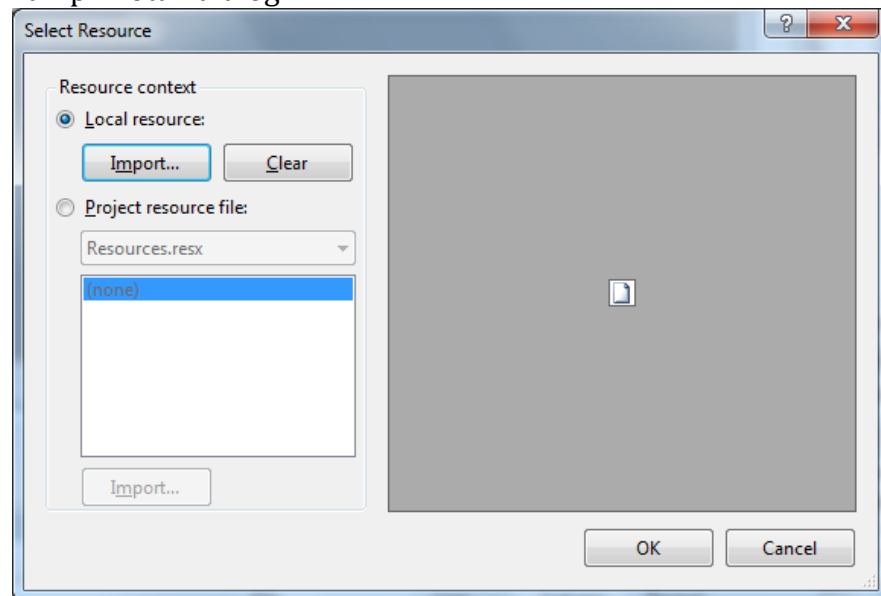 Select Resource
Resource context
Local resource:
Import... Clear
Project resource file:
Resources.resx
(none)
Import...
OK Cancel